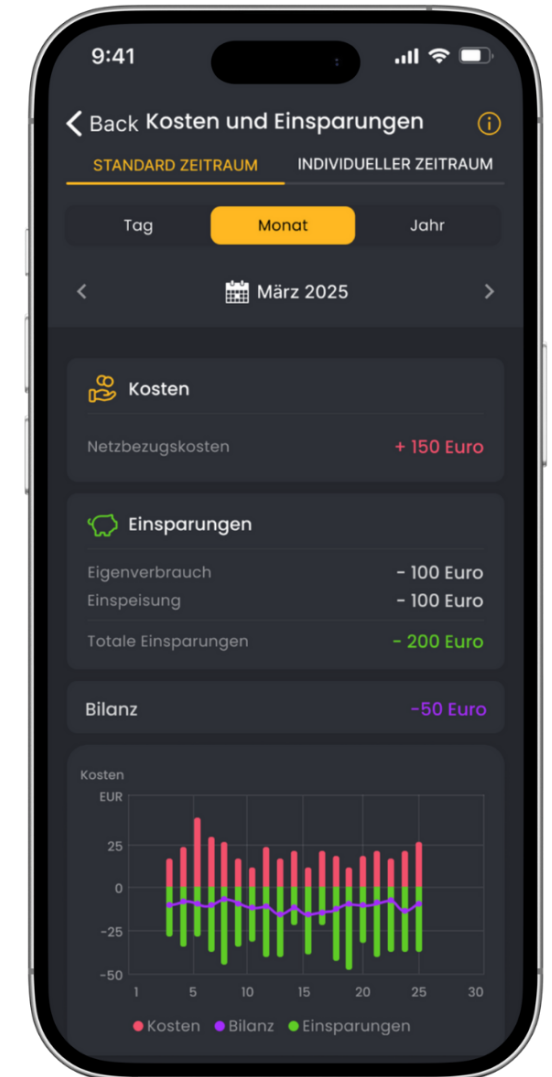 9:41
Back Kosten und Einsparungen
STANDARD ZEITRAUM INDIVIDUELLER ZEITRAUM
Tag Monat Jahr
März 2025
Kosten
Netzbezugskosten + 150 Euro
Einsparungen
Eigenverbrauch - 100 Euro
Einspeisung - 100 Euro
Totale Einsparungen - 200 Euro
Bilanz -50 Euro
Kosten
EUR
25
0
-25
-50
1 5 10 15 20 25 30
Kosten Bilanz Einsparungen